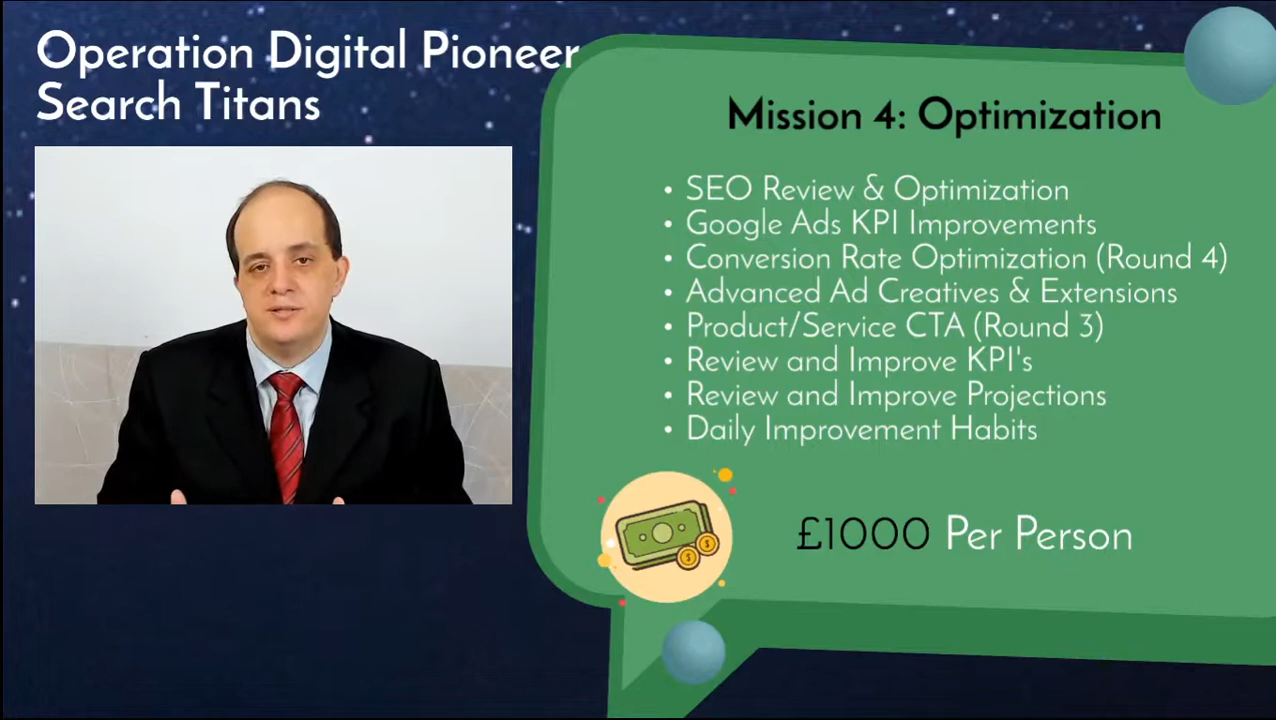 Operation Digital Pioneer
Search Titans
Mission 4: Optimization
• SEO Review & Optimization
• Google Ads KPI Improvements
• Conversion Rate Optimization (Round 4)
• Advanced Ad Creatives & Extensions
• Product/Service CTA (Round 3)
• Review and Improve KPI's
• Review and Improve Projections
• Daily Improvement Habits
£1000 Per Person